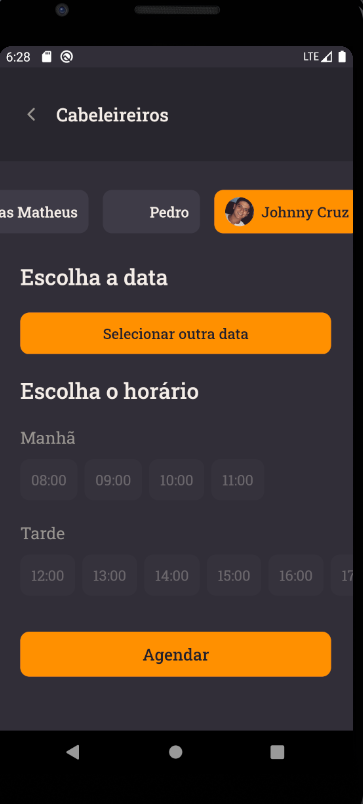 6:28 LTE
Cabeleireiros
as Matheus Pedro Johnny Cruz
Escolha a data
Selecionar outra data
Escolha o horário
Manhã
08:00 09:00 10:00 11:00
Tarde
12:00 13:00 14:00 15:00 16:00 17
Agendar